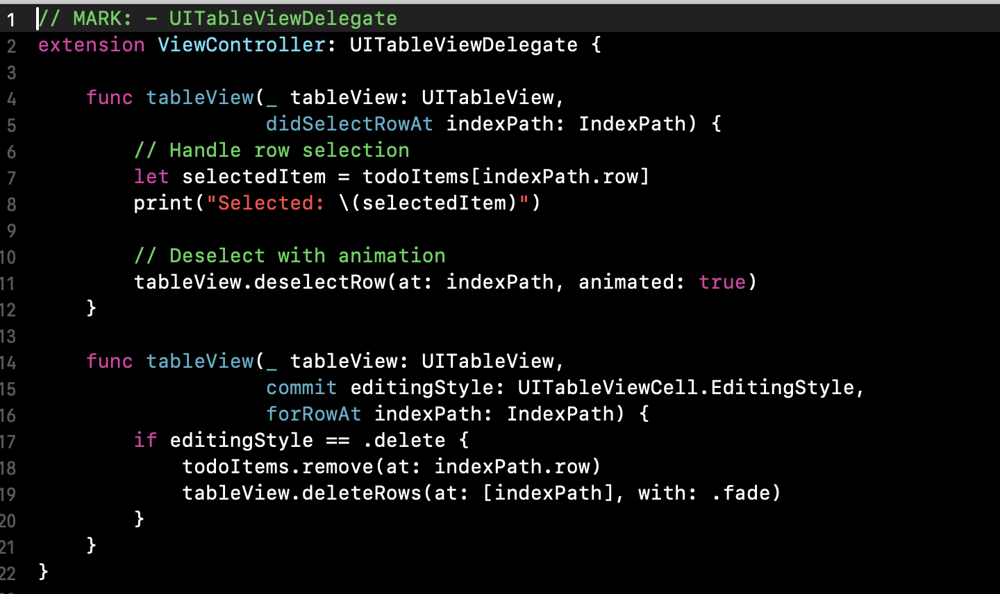 1 // MARK: - UITableViewDelegate
2 extension ViewController: UITableViewDelegate {
3
4 func tableView(_ tableView: UITableView,
5 didSelectRowAt indexPath: IndexPath) {
6 // Handle row selection
7 let selectedItem = todoItems[indexPath.row]
8 print("Selected: \(selectedItem)")
9
10 // Deselect with animation
11 tableView.deselectRow(at: indexPath, animated: true)
12 }
13
14 func tableView(_ tableView: UITableView,
15 commit editingStyle: UITableViewCell.EditingStyle,
16 forRowAt indexPath: IndexPath) {
17 if editingStyle == .delete {
18 todoItems.remove(at: indexPath.row)
19 tableView.deleteRows(at: [indexPath], with: .fade)
20 }
21 }
22 }